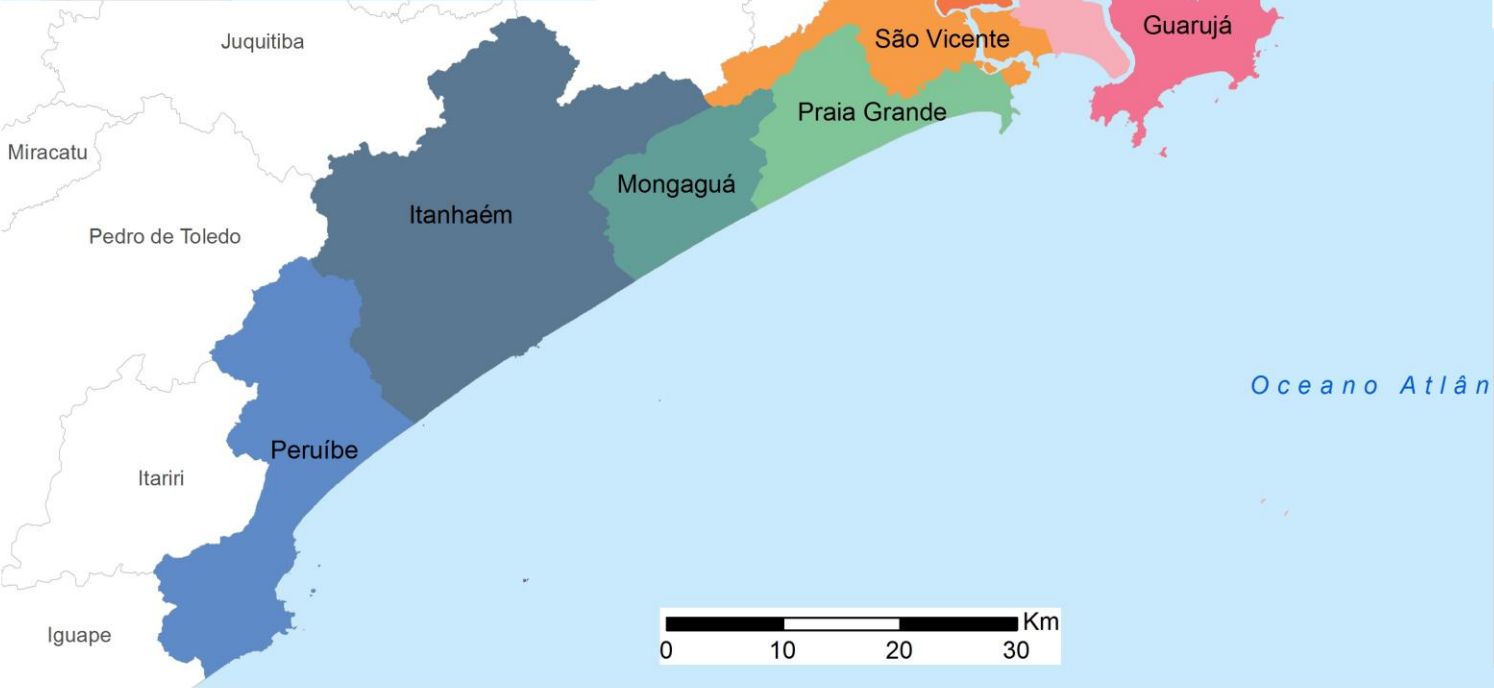 Guarujá
São Vicente
Juquitiba
Praia Grande
Miracatu
Mongaguá
Itanhaém
Pedro de Toledo
Oceano Atlân
Peruíbe
Itariri
Km
0 10 20 30
Iguape